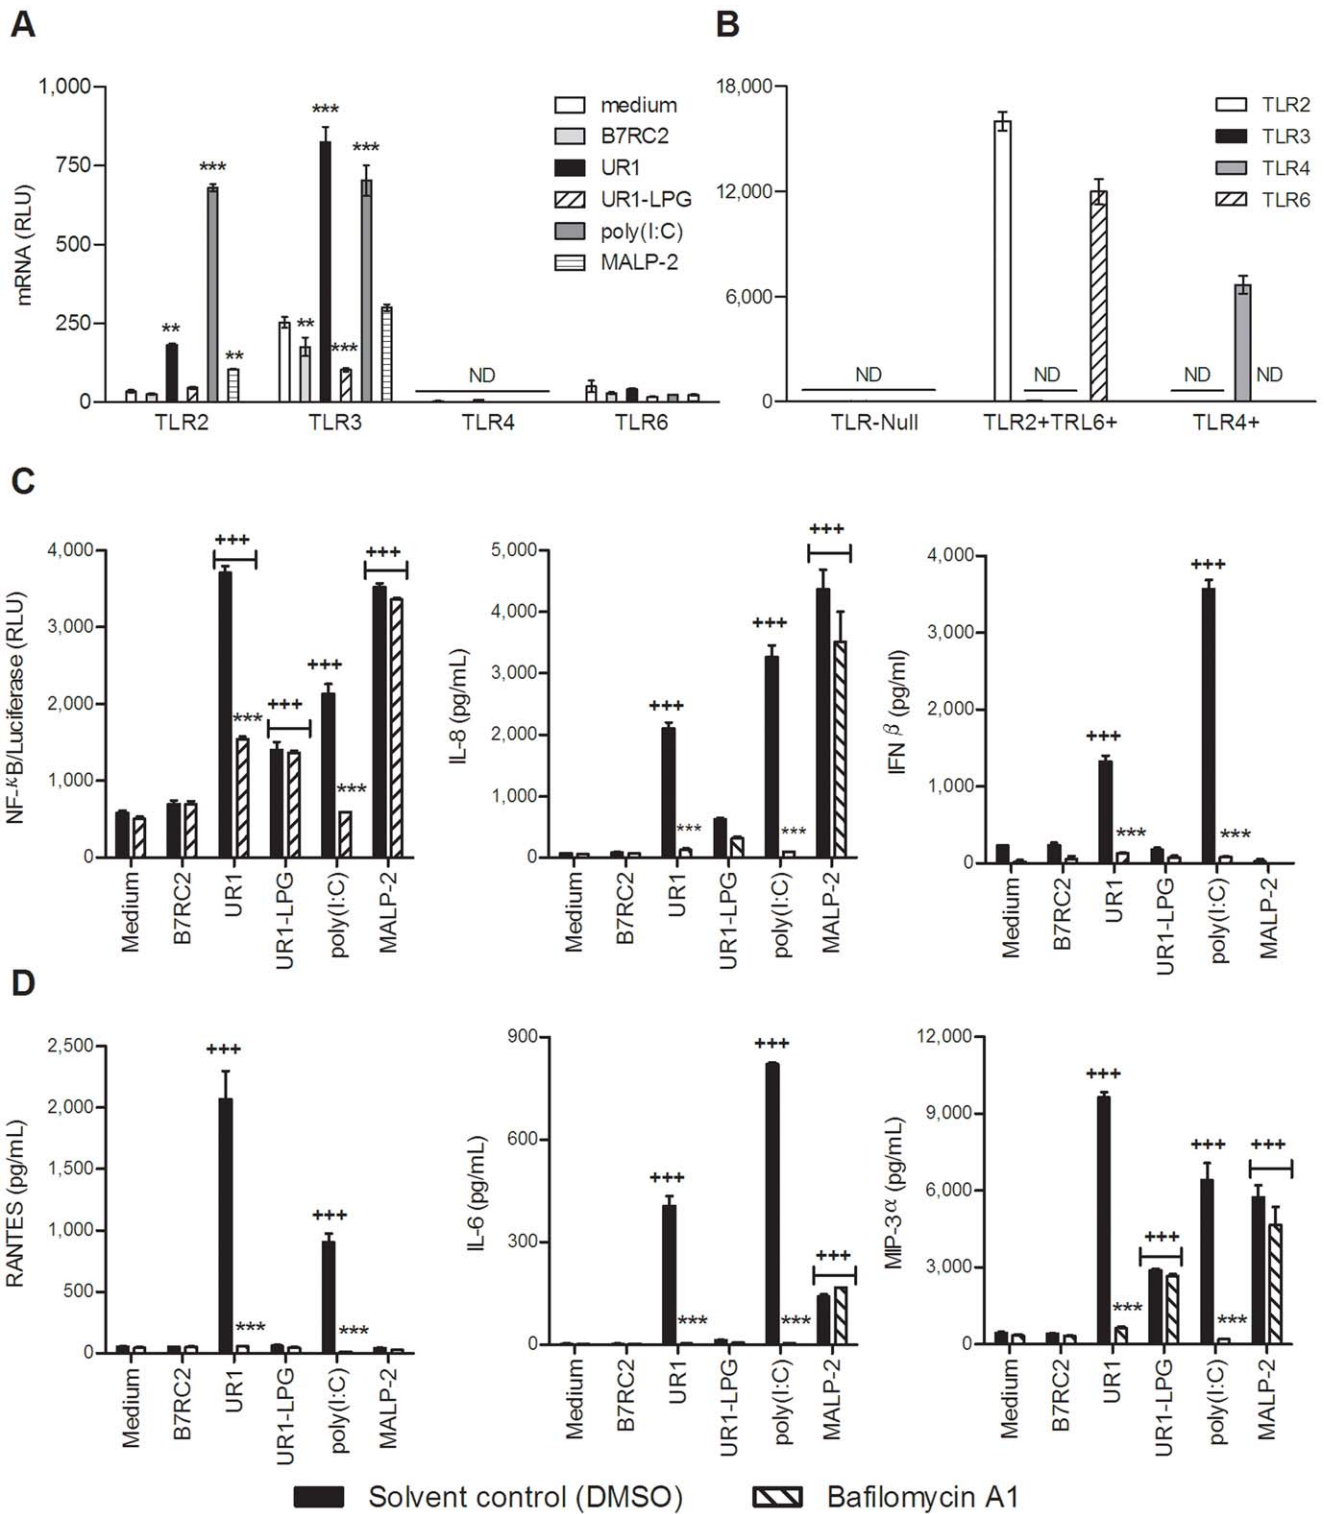 A
mRNA (RLU)
1,000
750
500
250
0
***
**
***
**
**
***
***
***
ND
TLR2
TLR3
TLR4
TLR6
medium
B7RC2
UR1
UR1-LPG
poly(I:C)
MALP-2
B
18,000
12,000
6,000
0
ND
ND
ND
ND
TLR-Null
TLR2+TRL6+
TLR4+
TLR2
TLR3
TLR4
TLR6
C
NF-κB/Luciferase (RLU)
4,000
3,000
2,000
1,000
0
+++
***
+++
+++
***
+++
Medium
B7RC2
UR1
UR1-LPG
poly(I:C)
MALP-2
IL-8 (pg/mL)
5,000
4,000
3,000
2,000
1,000
0
+++
***
+++
***
+++
Medium
B7RC2
UR1
UR1-LPG
poly(I:C)
MALP-2
IFN β (pg/ml)
4,000
3,000
2,000
1,000
0
+++
***
+++
***
Medium
B7RC2
UR1
UR1-LPG
poly(I:C)
MALP-2
D
RANTES (pg/mL)
2,500
2,000
1,500
1,000
500
0
+++
***
+++
***
Medium
B7RC2
UR1
UR1-LPG
poly(I:C)
MALP-2
IL-6 (pg/mL)
900
600
300
0
+++
***
+++
***
+++
Medium
B7RC2
UR1
UR1-LPG
poly(I:C)
MALP-2
MIP-3α (pg/mL)
12,000
9,000
6,000
3,000
0
+++
***
+++
+++
***
+++
Medium
B7RC2
UR1
UR1-LPG
poly(I:C)
MALP-2
Solvent control (DMSO)
Bafilomycin A1